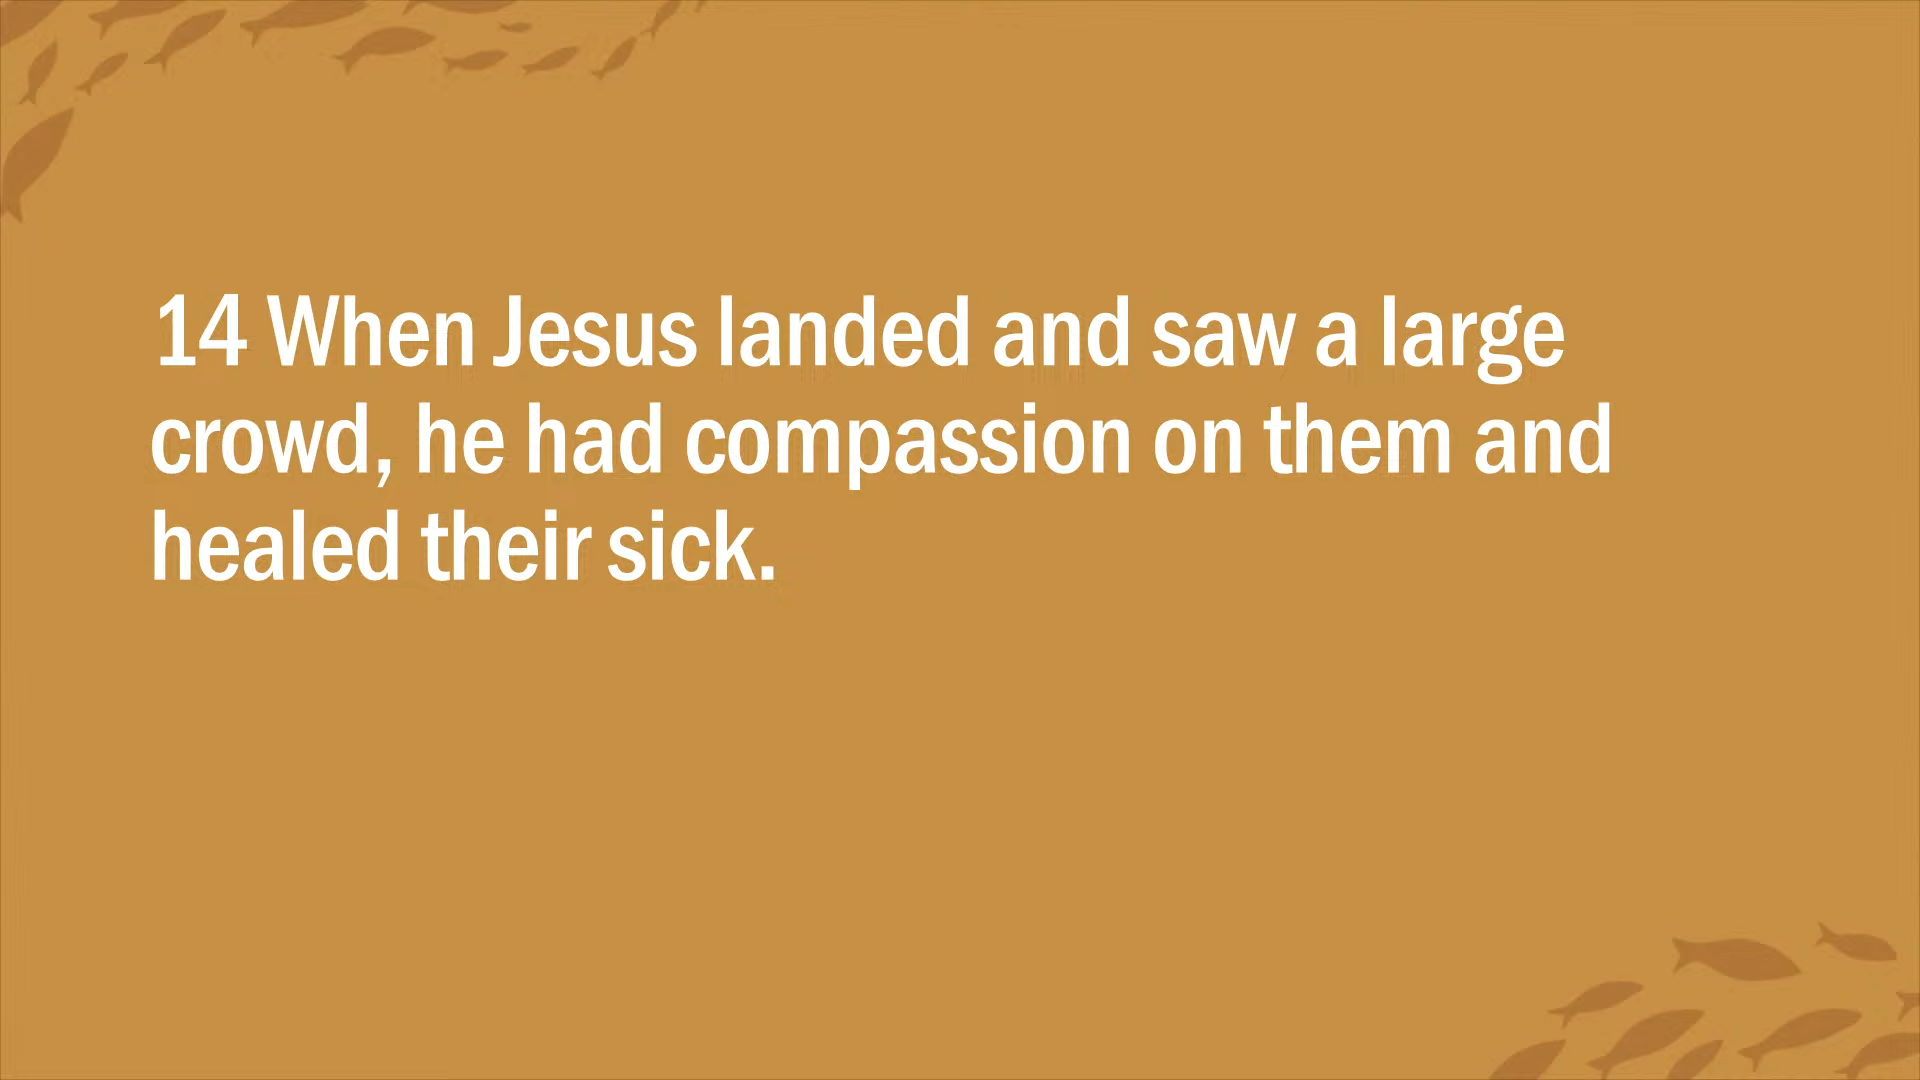 14 When Jesus landed and saw a large
crowd, he had compassion on them and
healed their sick.